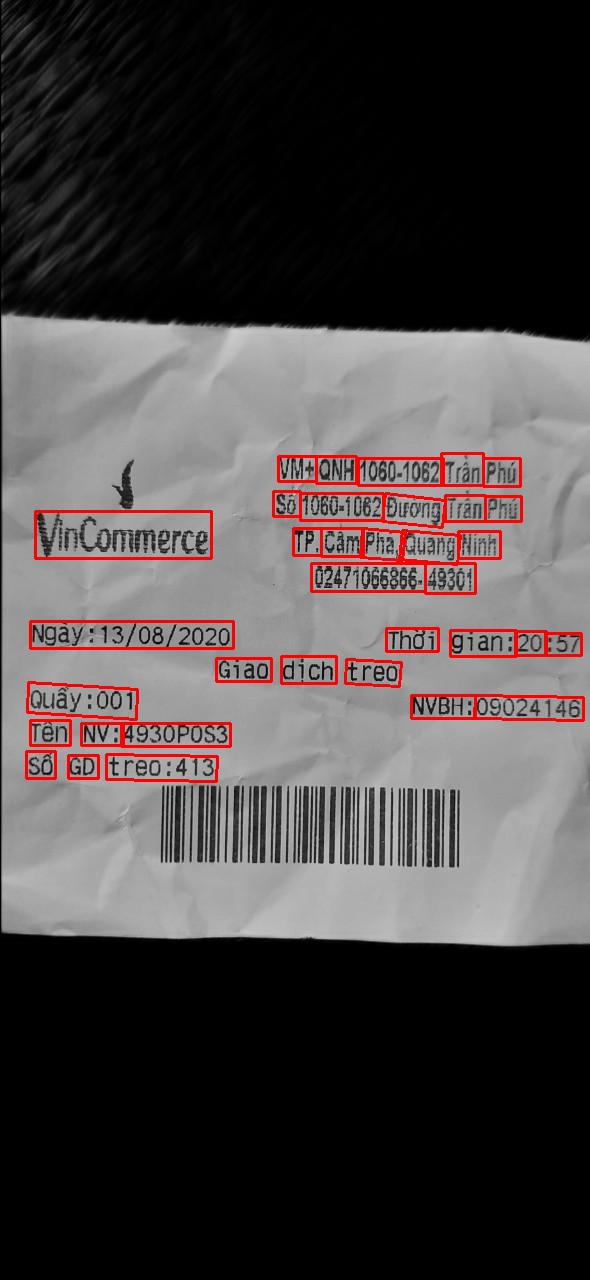 VM+ QNH 1060-1062 Trần Phú
Số 1060-1062 Đường Trần Phú
VinCommerce
TP. Cẩm Phả, Quảng Ninh
02471066866- 49301
Ngày:13/08/2020 Thời gian:20:57
Giao dịch treo
Quầy:001 NVBH:09024146
Tên NV:4930POS3
Số GD treo:413